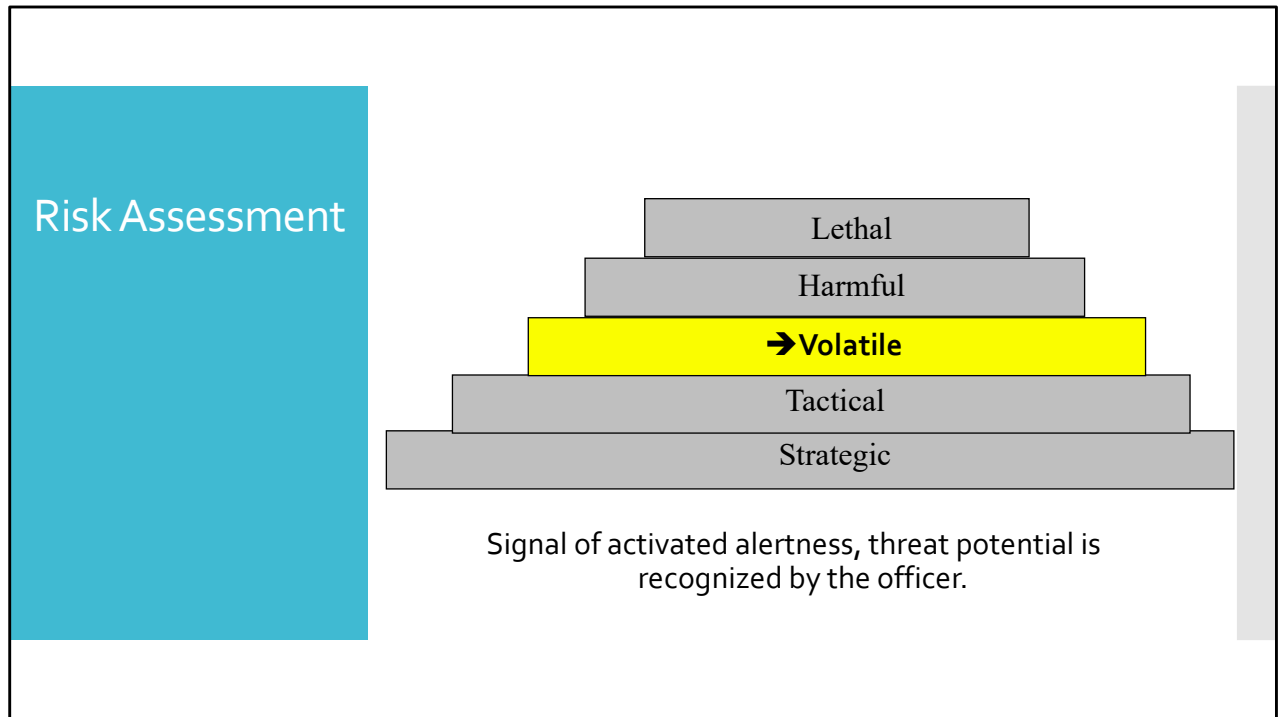 Risk Assessment
Lethal
Harmful
➔Volatile
Tactical
Strategic
Signal of activated alertness, threat potential is
recognized by the officer.